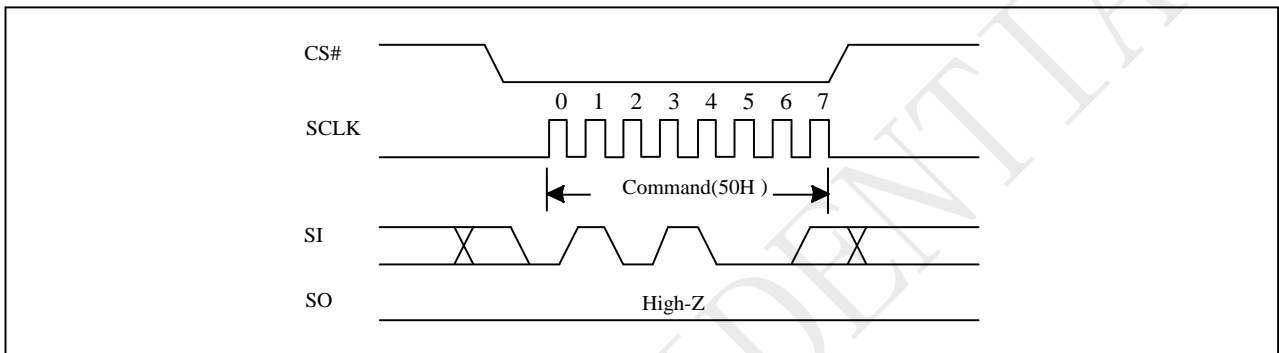 CS#
0 1 2 3 4 5 6 7
SCLK
Command(50H )
SI
SO
High-Z